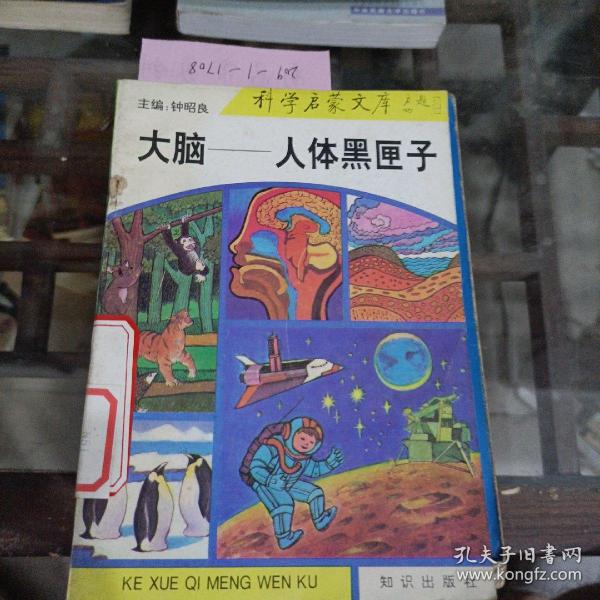 209-1-1708
主编:钟昭良
科学启蒙文库
大脑——人体黑匣子
KE XUE QI MENG WEN KU
知识出版社
孔夫子旧书网
www.kongfz.com